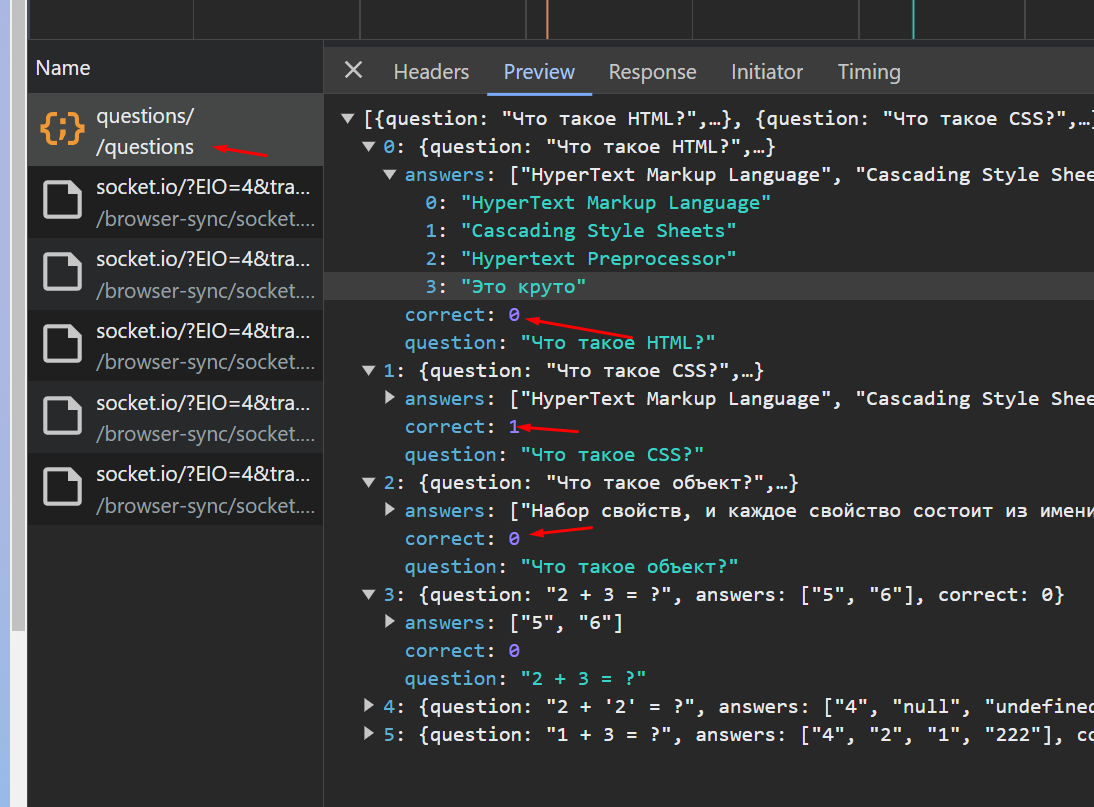 Name
Headers Preview Response Initiator Timing
questions/
/questions
socket.io/?EIO=4&tra...
/browser-sync/socket....
socket.io/?EIO=4&tra...
/browser-sync/socket....
socket.io/?EIO=4&tra...
/browser-sync/socket....
socket.io/?EIO=4&tra...
/browser-sync/socket....
socket.io/?EIO=4&tra...
/browser-sync/socket....
[{question: "Что такое HTML?",…}, {question: "Что такое CSS?",…}
0: {question: "Что такое HTML?",…}
answers: ["HyperText Markup Language", "Cascading Style Shee
0: "HyperText Markup Language"
1: "Cascading Style Sheets"
2: "Hypertext Preprocessor"
3: "Это круто"
correct: 0
question: "Что такое HTML?"
1: {question: "Что такое CSS?",…}
answers: ["HyperText Markup Language", "Cascading Style Shee
correct: 1
question: "Что такое CSS?"
2: {question: "Что такое объект?",…}
answers: ["Набор свойств, и каждое свойство состоит из имени
correct: 0
question: "Что такое объект?"
3: {question: "2 + 3 = ?", answers: ["5", "6"], correct: 0}
answers: ["5", "6"]
correct: 0
question: "2 + 3 = ?"
4: {question: "2 + '2' = ?", answers: ["4", "null", "undefined
5: {question: "1 + 3 = ?", answers: ["4", "2", "1", "222"], co